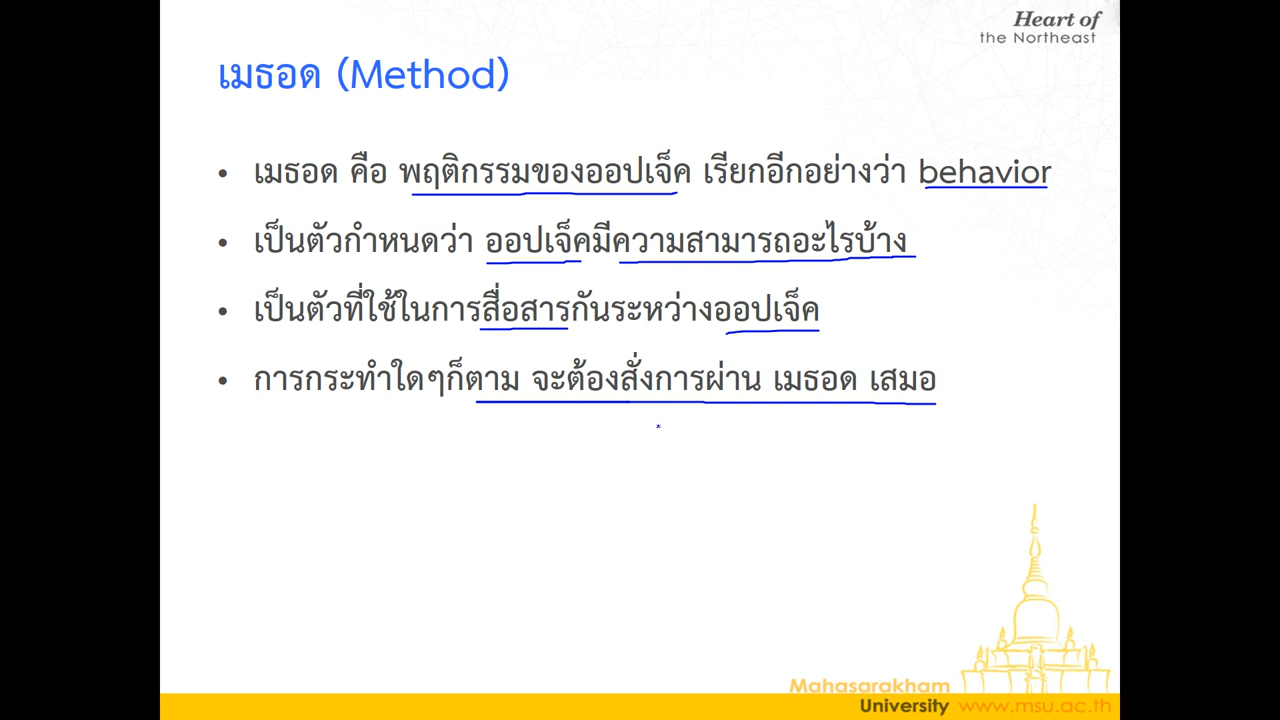 Heart of
the Northeast
เมธอด (Method)
• เมธอด คือ พฤติกรรมของออปเจ็ค เรียกอีกอย่างว่า behavior
• เป็นตัวกำหนดว่า ออปเจ็คมีความสามารถอะไรบ้าง
• เป็นตัวที่ใช้ในการสื่อสารกันระหว่างออปเจ็ค
• การกระทำใดๆก็ตาม จะต้องสั่งการผ่าน เมธอด เสมอ
Mahasarakham
University www.msu.ac.th